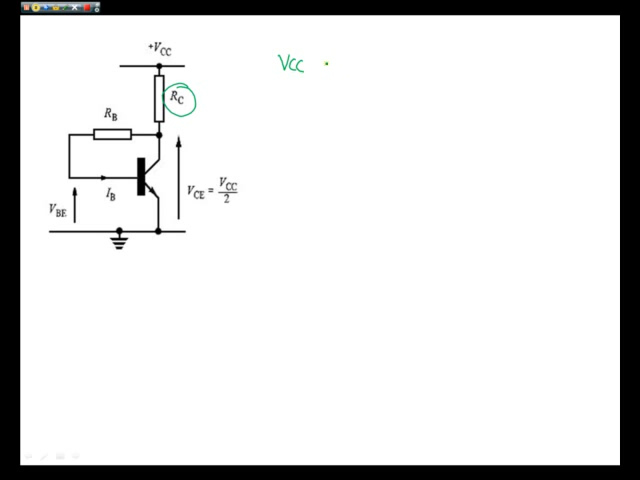 +VCC
VCC
RC
RB
IB
VBE
VCE = VCC/2